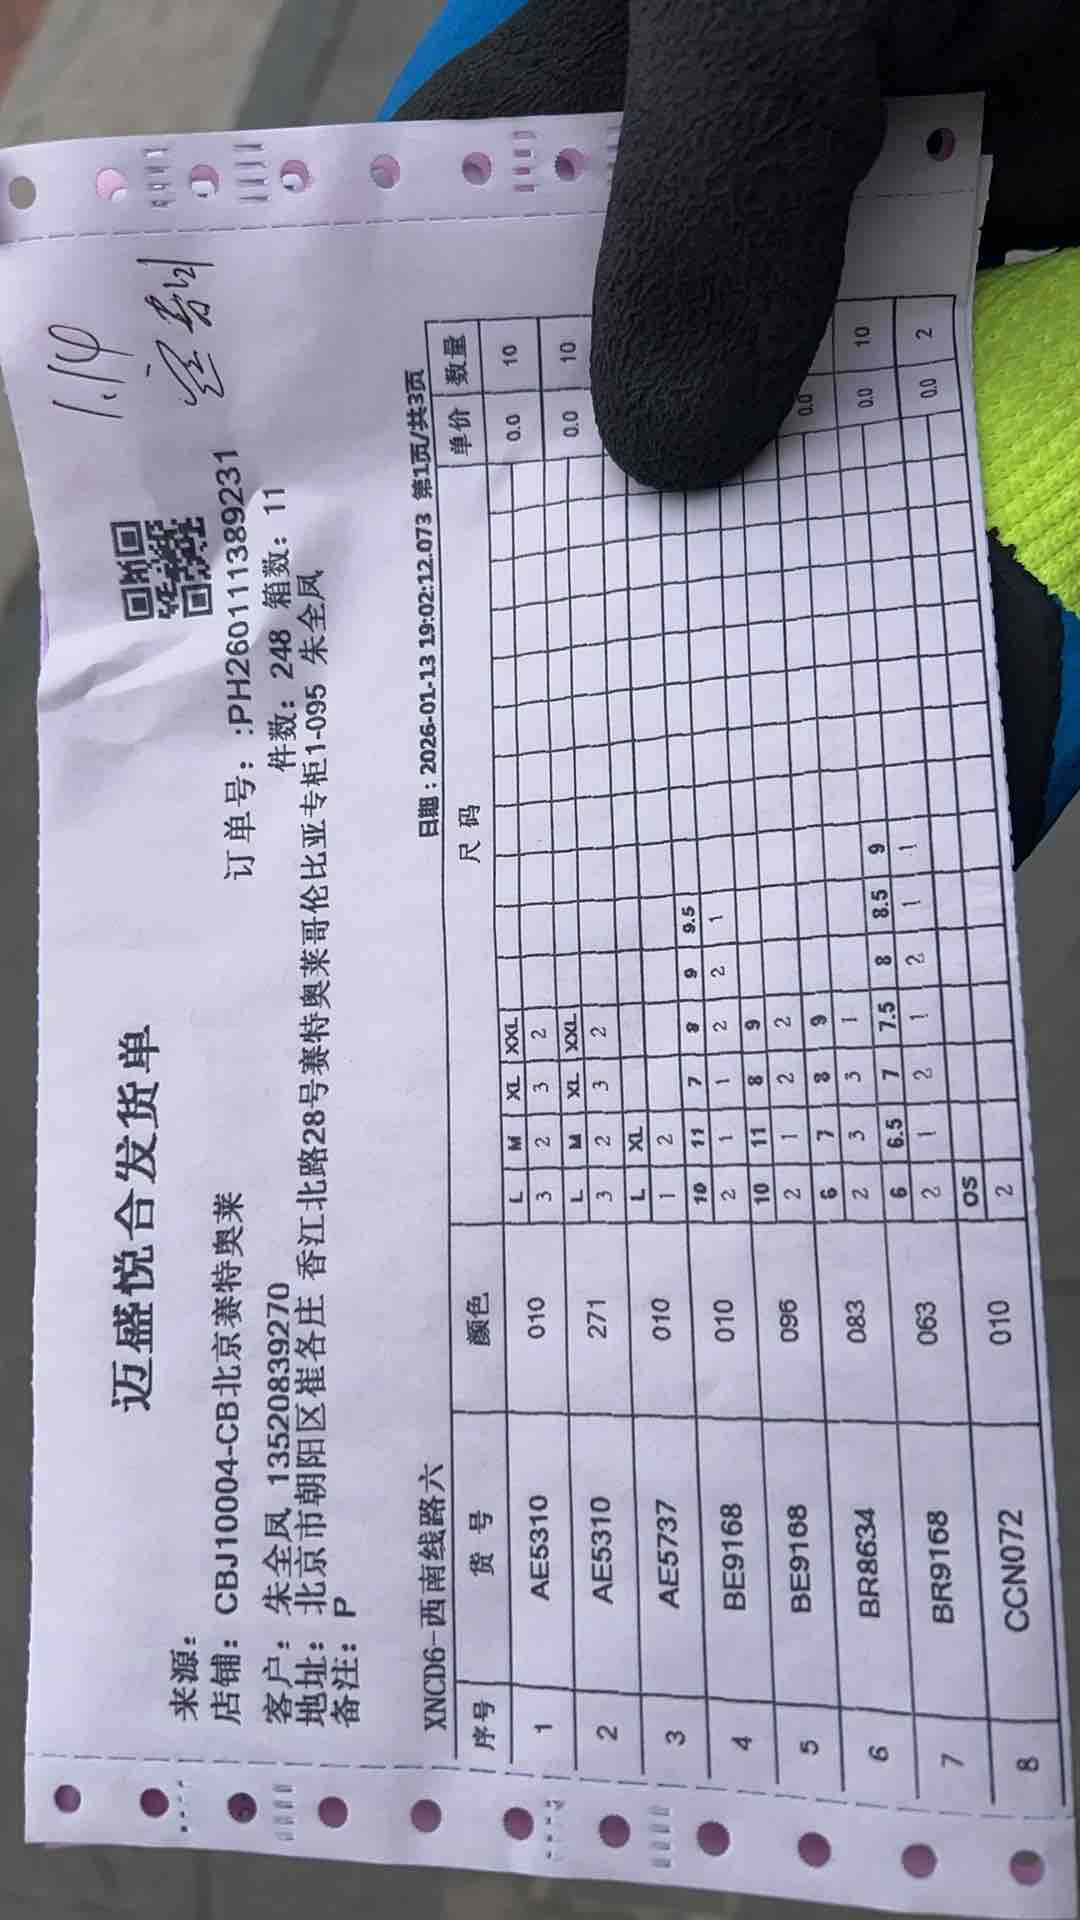 迈盛悦合发货单
1.14
来源：
店铺：CBJ10004-CB北京赛特奥莱 订单号：:PH260111389231
客户：朱全凤 13520839270 件数：248 箱数：11
地址：北京市朝阳区崔各庄 香江北路28号赛特奥莱哥伦比亚专柜1-095 朱全凤
备注：P
XNCD6-西南线路六 日期：2026-01-13 19:02:12.073 第1页/共3页
序号 货号 颜色 尺码 单价 数量
L M XL XXL
1 AE5310 010 3 2 3 2 0.0 10
L M XL XXL
2 AE5310 271 3 2 3 2 0.0 10
L XL
3 AE5737 010 1 2
10 11 7 8 9 9.5
4 BE9168 010 2 1 1 2 2 1
10 11 8 9
5 BE9168 096 2 1 2 2
6 7 8 9
6 BR8634 083 2 3 3 1 0.0
6 6.5 7 7.5 8 8.5 9
7 BR9168 063 2 1 2 1 2 1 1 0.0 10
OS
8 CCN072 010 2 0.0 2